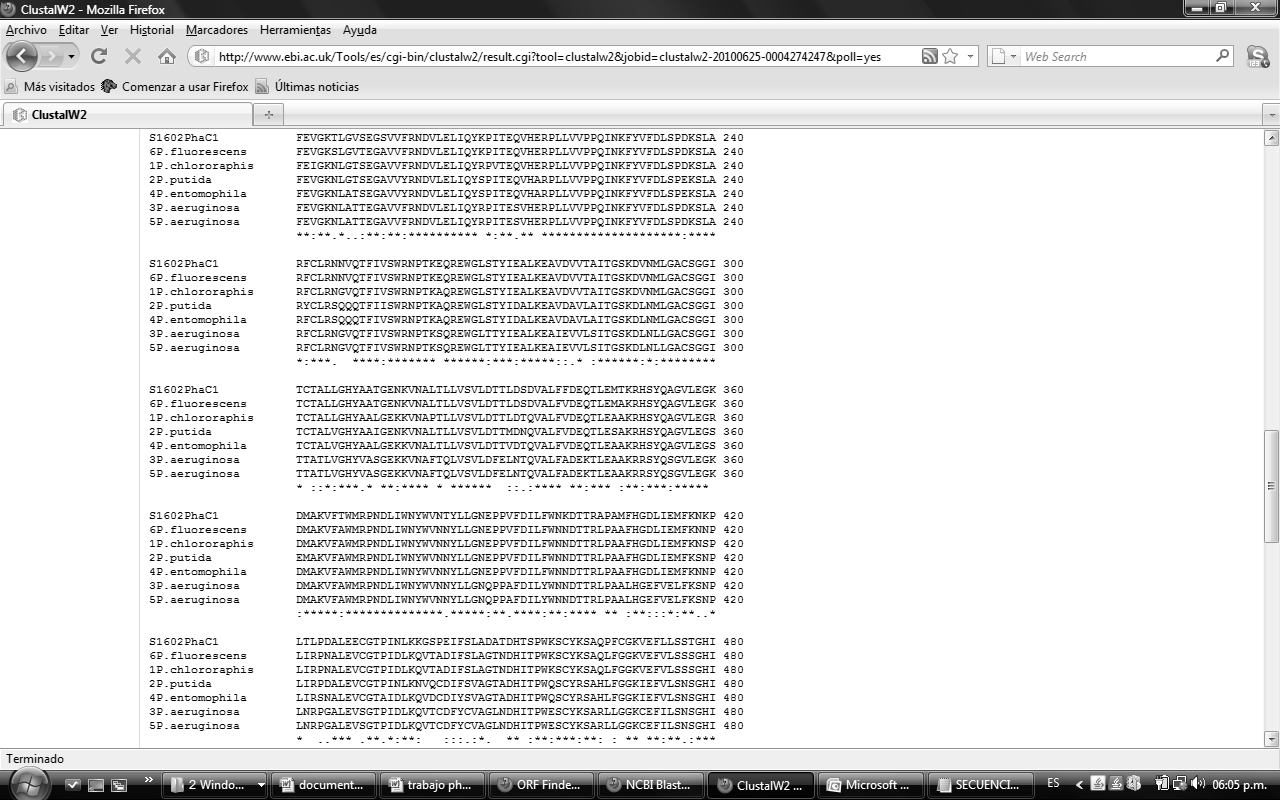 ClustalW2 - Mozilla Firefox
Archivo Editar Ver Historial Marcadores Herramientas Ayuda
http://www.ebi.ac.uk/Tools/es/cgi-bin/clustalw2/result.cgi?tool=clustalw2&jobid=clustalw2-20100625-0004274247&poll=yes Web Search
Más visitados Comenzar a usar Firefox Últimas noticias
ClustalW2
S1602PhaC1 FEVGKTLGVSEGSVVFRNDVLELIQYKPITEQVHERPLLVVPPQINKFYVFDLSPDKSLA 240
6P.fluorescens FEVGKSLGVTEGAVVFRNDVLELIQYSPITEQVHERPLLVVPPQINKFYVFDLSPDKSLA 240
1P.chlororaphis FEIGKNLGTSEGAVVFRNDVLELIQYRPVTEQVHERPLLVVPPQINKFYVFDLSPDKSLA 240
2P.putida FEVGKNLGTSEGAVVYRNDVLELIQYSPITEQVHARPLLVVPPQINKFYVFDLSPEKSLA 240
4P.entomophila FEVGKNLATSEGAVVYRNDVLELIQYSPITEQVHARPLLVVPPQINKFYVFDLSPEKSLA 240
3P.aeruginosa FEVGKNLATTEGAVVFRNDVLELIQYRPITESVHERPLLVVPPQINKFYVFDLSPDKSLA 240
5P.aeruginosa FEVGKNLATTEGAVVFRNDVLELIQYRPITESVHERPLLVVPPQINKFYVFDLSPDKSLA 240
**:**.*..:**:**:********** *:**.** ********************:****
S1602PhaC1 RFCLRNNVQTFIVSWRNPTKEQREWGLSTYIEALKEAVDVVTAITGSKDVNMLGACSGGI 300
6P.fluorescens RFCLRNNVQTFIVSWRNPTKEQREWGLSTYIEALKEAVDVVTAITGSKDVNMLGACSGGI 300
1P.chlororaphis RFCLRNGVQTFIVSWRNPTKAQREWGLSTYIEALKEAVDVVTAITGSKDVNMLGACSGGI 300
2P.putida RYCLRSQQQTFIISWRNPTKAQREWGLSTYIDALKEAVDAVLAITGSKDLNMLGACSGGI 300
4P.entomophila RFCLRSQQQTFIVSWRNPTKAQREWGLSTYIDALKEAVDAVLAITGSKDLNMLGACSGGI 300
3P.aeruginosa RFCLRNGVQTFIVSWRNPTKSQREWGLTTYIEALKEAIEVVLSITGSKDLNLLGACSGGI 300
5P.aeruginosa RFCLRNGVQTFIVSWRNPTKSQREWGLTTYIEALKEAIEVVLSITGSKDLNLLGACSGGI 300
*:***.  ****:******* ******:***:*****::.* :******:*:********
S1602PhaC1 TCTALLGHYAATGENKVNALTLLVSVLDTTLDSDVALFFDEQTLEMTKRHSYQAGVLEGK 360
6P.fluorescens TCTALLGHYAATGENKVNALTLLVSVLDTTLDSDVALFVDEQTLEMAKRHSYQAGVLEGK 360
1P.chlororaphis TCTALLGHYAALGEKKVNAPTLLVSVLDTTLDTQVALFVDEQTLEAAKRHSYQAGVLEGR 360
2P.putida TCTALVGHYAAIGENKVNALTLLVSVLDTTMDNQVALFVDEQTLESAKRHSYQAGVLEGS 360
4P.entomophila TCTALVGHYAATGENKVNALTLLVSVLDTTVDTQVALFVDEQTLEAAKRHSYQAGVLEGS 360
3P.aeruginosa TTATLVGHYVASGEKKVNAFTQLVSVLDFELNTQVALFADEKTLEAAKRRSYQSGVLEGK 360
5P.aeruginosa TTATLVGHYVASGEKKVNAFTQLVSVLDFELNTQVALFADEKTLEAAKRRSYQSGVLEGK 360
* ::*:***.* **:**** * ******  ::.:**** **:*** :**:***:*****
S1602PhaC1 DMAKVFTWMRPNDLIWNYWVNTYLLGNEPPVFDILFWNKDTTRAPAMFHGDLIEMFKNKP 420
6P.fluorescens DMAKVFAWMRPNDLIWNYWVNNYLLGNEPPVFDILFWNNDTTRLPAAFHGDLIEMFKNNP 420
1P.chlororaphis DMAKVFAWMRPNDLIWNYWVNNYLLGNEPPVFDILFWNNDTTRLPAAFHGDLIEMFKNSP 420
2P.putida EMAKVFAWMRPNDLIWNYWVNNYLLGNEPPVFDILFWNNDTTRLPAAFHGDLIEMFKSNP 420
4P.entomophila DMAKVFAWMRPNDLIWNYWVNNYLLGNEPPVFDILFWNNDTTRLPAAFHGDLIEMFKNNP 420
3P.aeruginosa DMAKVFAWMRPNDLIWNYWVNNYLLGNQPPAFDILYWNNDTTRLPAALHGEFVELFKSNP 420
5P.aeruginosa DMAKVFAWMRPNDLIWNYWVNNYLLGNQPPAFDILYWNNDTTRLPAALHGEFVELFKSNP 420
:*****:**************.*****:**.****:**:**** ** :**:::*:**..*
S1602PhaC1 LTLPDALEECGTPINLKKGSPEIFSLADATDHTSPWKSCYKSAQPFCGKVEFLLSSTGHI 480
6P.fluorescens LIRPNALEVCGTPIDLKQVTADIFSLAGTNDHITPWKSCYKSAQLFGGKVEFVLSSSGHI 480
1P.chlororaphis LIRPNALEVCGTPIDLKQVTADIFSLAGTNDHITPWKSCYKSAQLFGGKVEFVLSSSGHI 480
2P.putida LIRPDALEVCGTPINLKNVQCDIFSVAGTADHITPWQSCYRSAHLFGGKIEFVLSNSGHI 480
4P.entomophila LIRSNALEVCGTAIDLKQVDCDIYSVAGTADHITPWQSCYRSAHLFGGKIEFVLSNSGHI 480
3P.aeruginosa LNRPGALEVSGTPIDLKQVTCDFYCVAGLNDHITPWESCYKSARLLGGKCEFILSNSGHI 480
5P.aeruginosa LNRPGALEVSGTPIDLKQVTCDFYCVAGLNDHITPWESCYKSARLLGGKCEFILSNSGHI 480
*  ..*** .**.*:**:   :::.:*.  ** :**:***:**: : ** **:**.:***
Terminado
2 Windo... document... trabajo ph... ORF Finde... NCBI Blast... ClustalW2 ... Microsoft ... SECUENCI... ES 06:05 p.m.